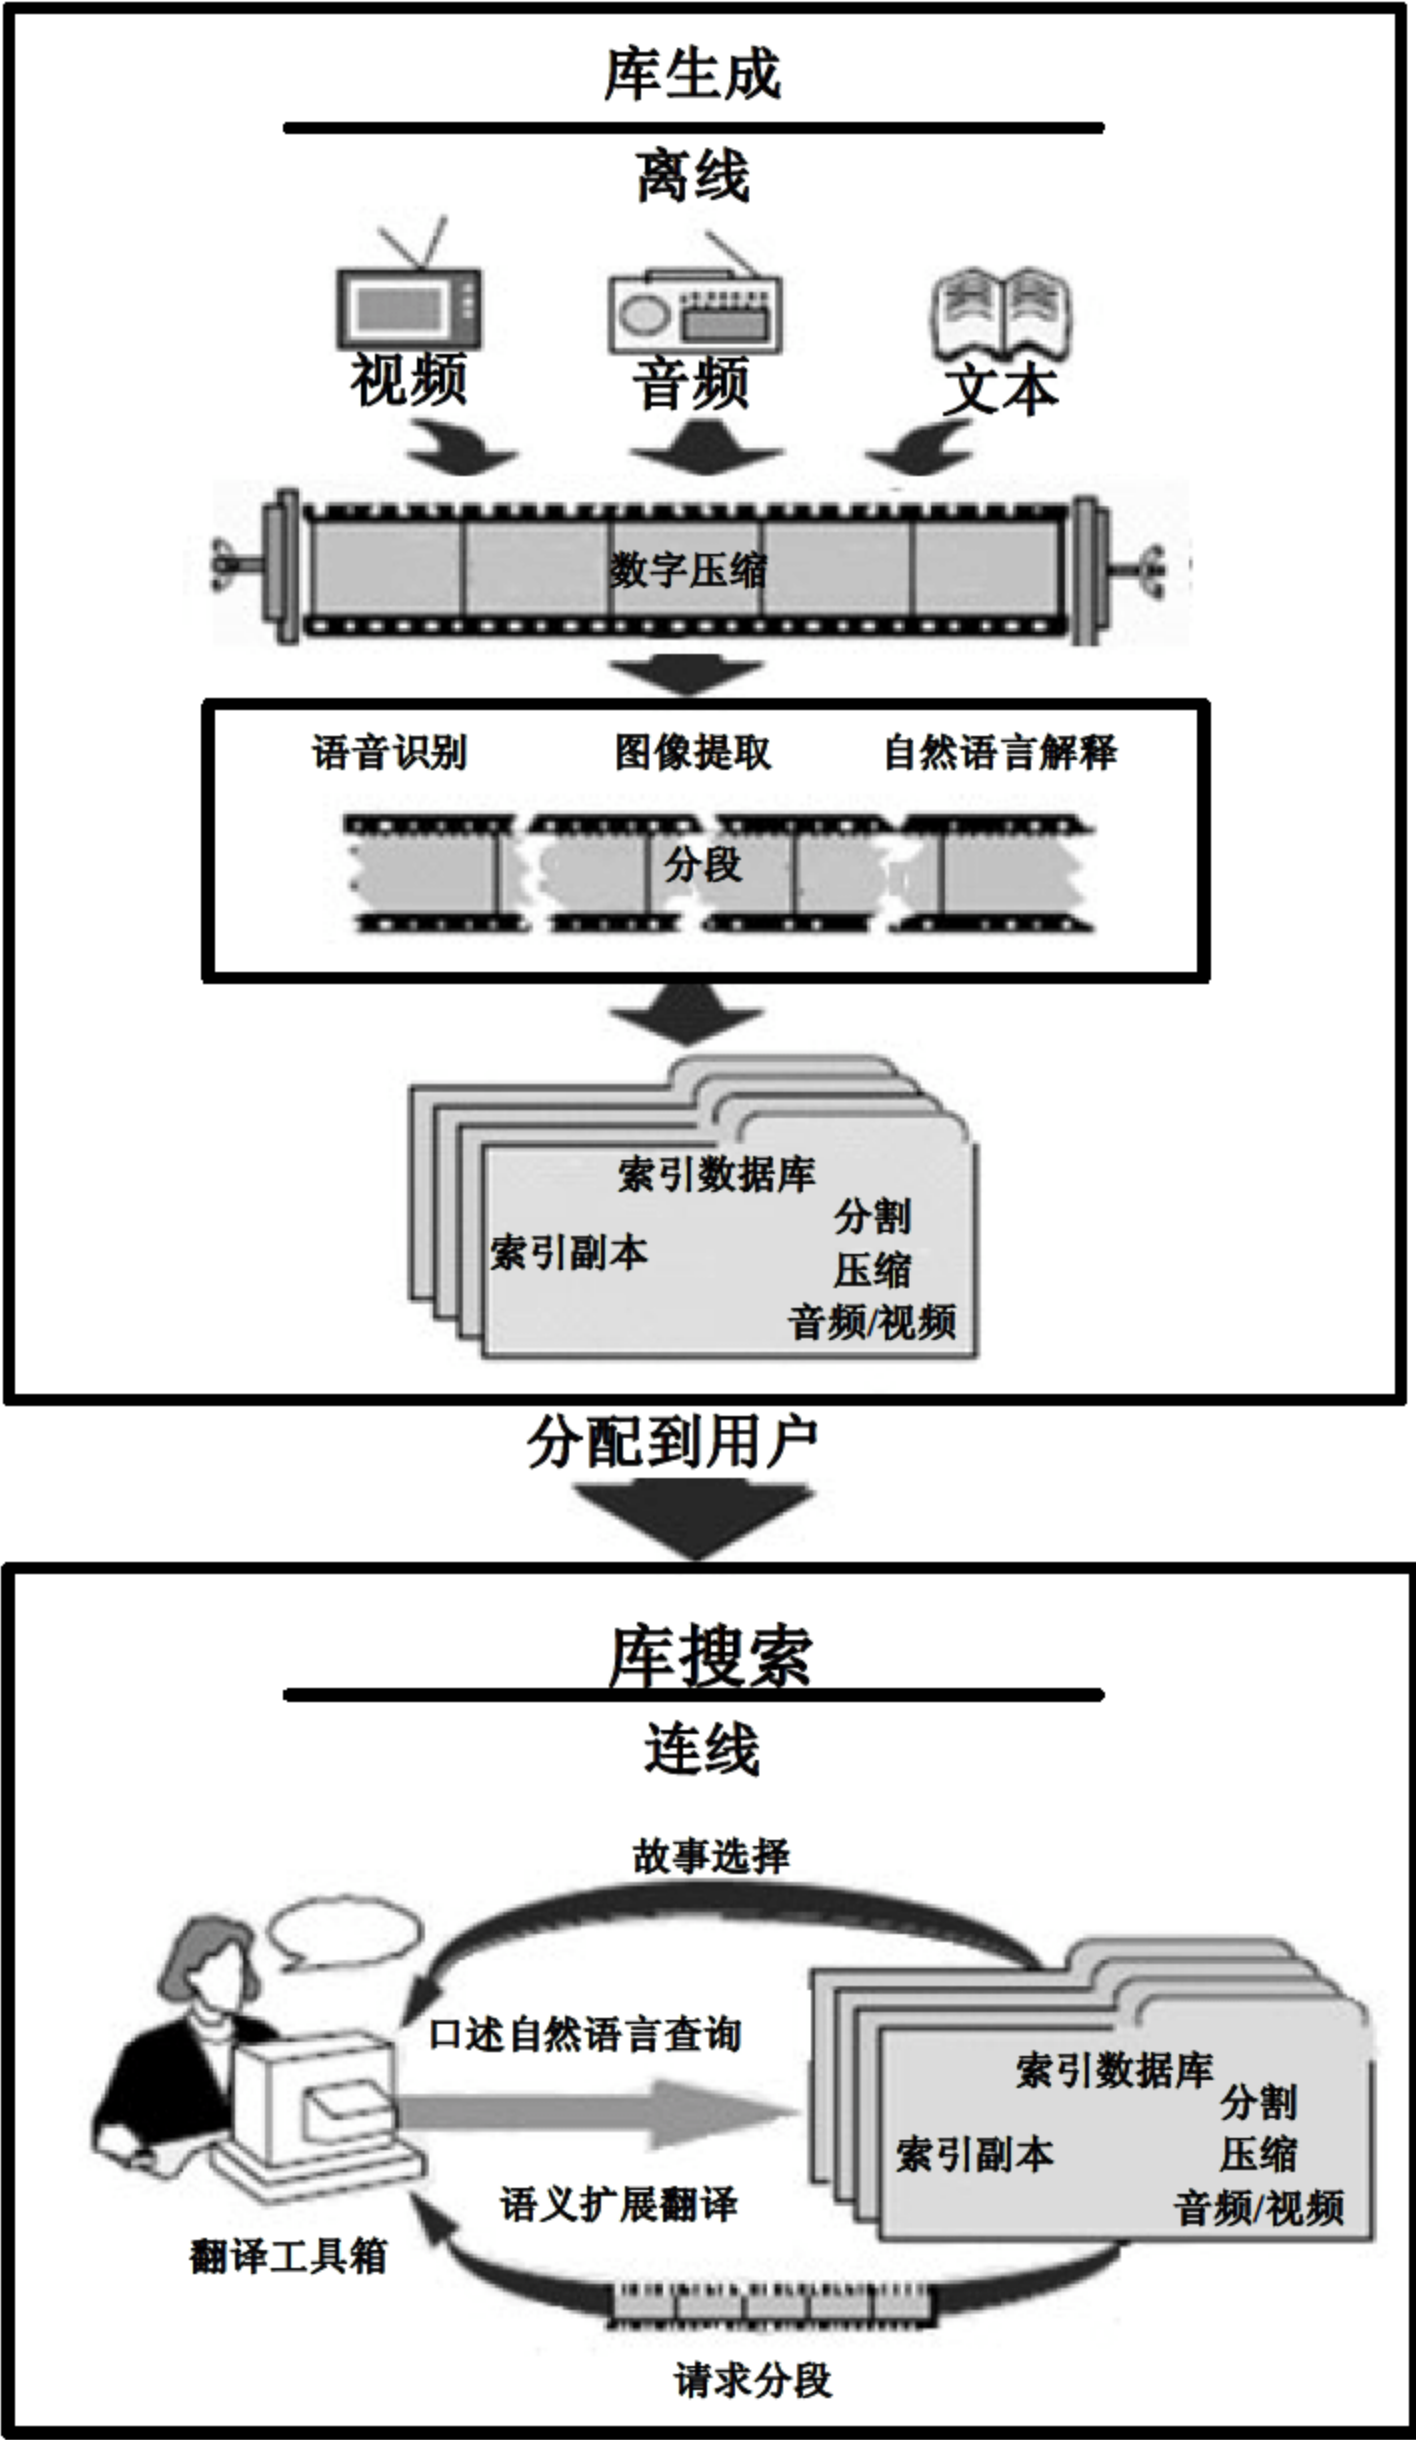 库生成
离线
视频
音频
文本
数字压缩
语音识别
图像提取
自然语言解释
分段
索引数据库
分割
索引副本
压缩
音频/视频
分配到用户
库搜索
连线
故事选择
口述自然语言查询
索引数据库
分割
索引副本
压缩
音频/视频
语义扩展翻译
翻译工具箱
请求分段